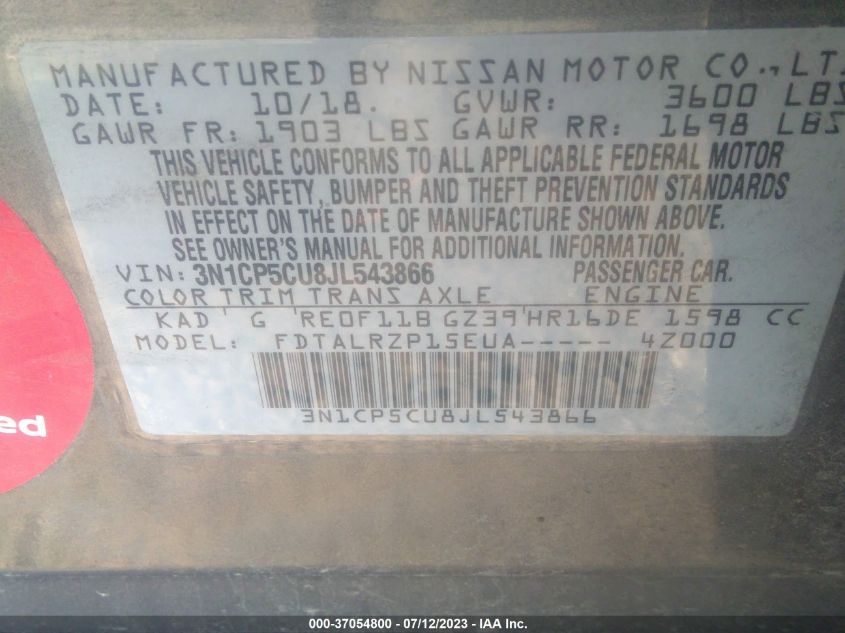 MANUFACTURED BY NISSAN MOTOR CO., LT
DATE: 10/18. GVWR: 3600 LBS
GAWR FR: 1903 LBS GAWR RR: 1698 LBS
THIS VEHICLE CONFORMS TO ALL APPLICABLE FEDERAL MOTOR
VEHICLE SAFETY, BUMPER AND THEFT PREVENTION STANDARDS
IN EFFECT ON THE DATE OF MANUFACTURE SHOWN ABOVE.
SEE OWNER'S MANUAL FOR ADDITIONAL INFORMATION.
VIN: 3N1CP5CU8JL543866 PASSENGER CAR.
COLOR TRIM TRANS AXLE ENGINE
KAD G RE0F11B GZ39 HR16DE 1598 CC
MODEL: FDTALRZP15EUA----- 4Z000
3N1CP5CU8JL543866
ed
000-37054800 - 07/12/2023 - IAA Inc.